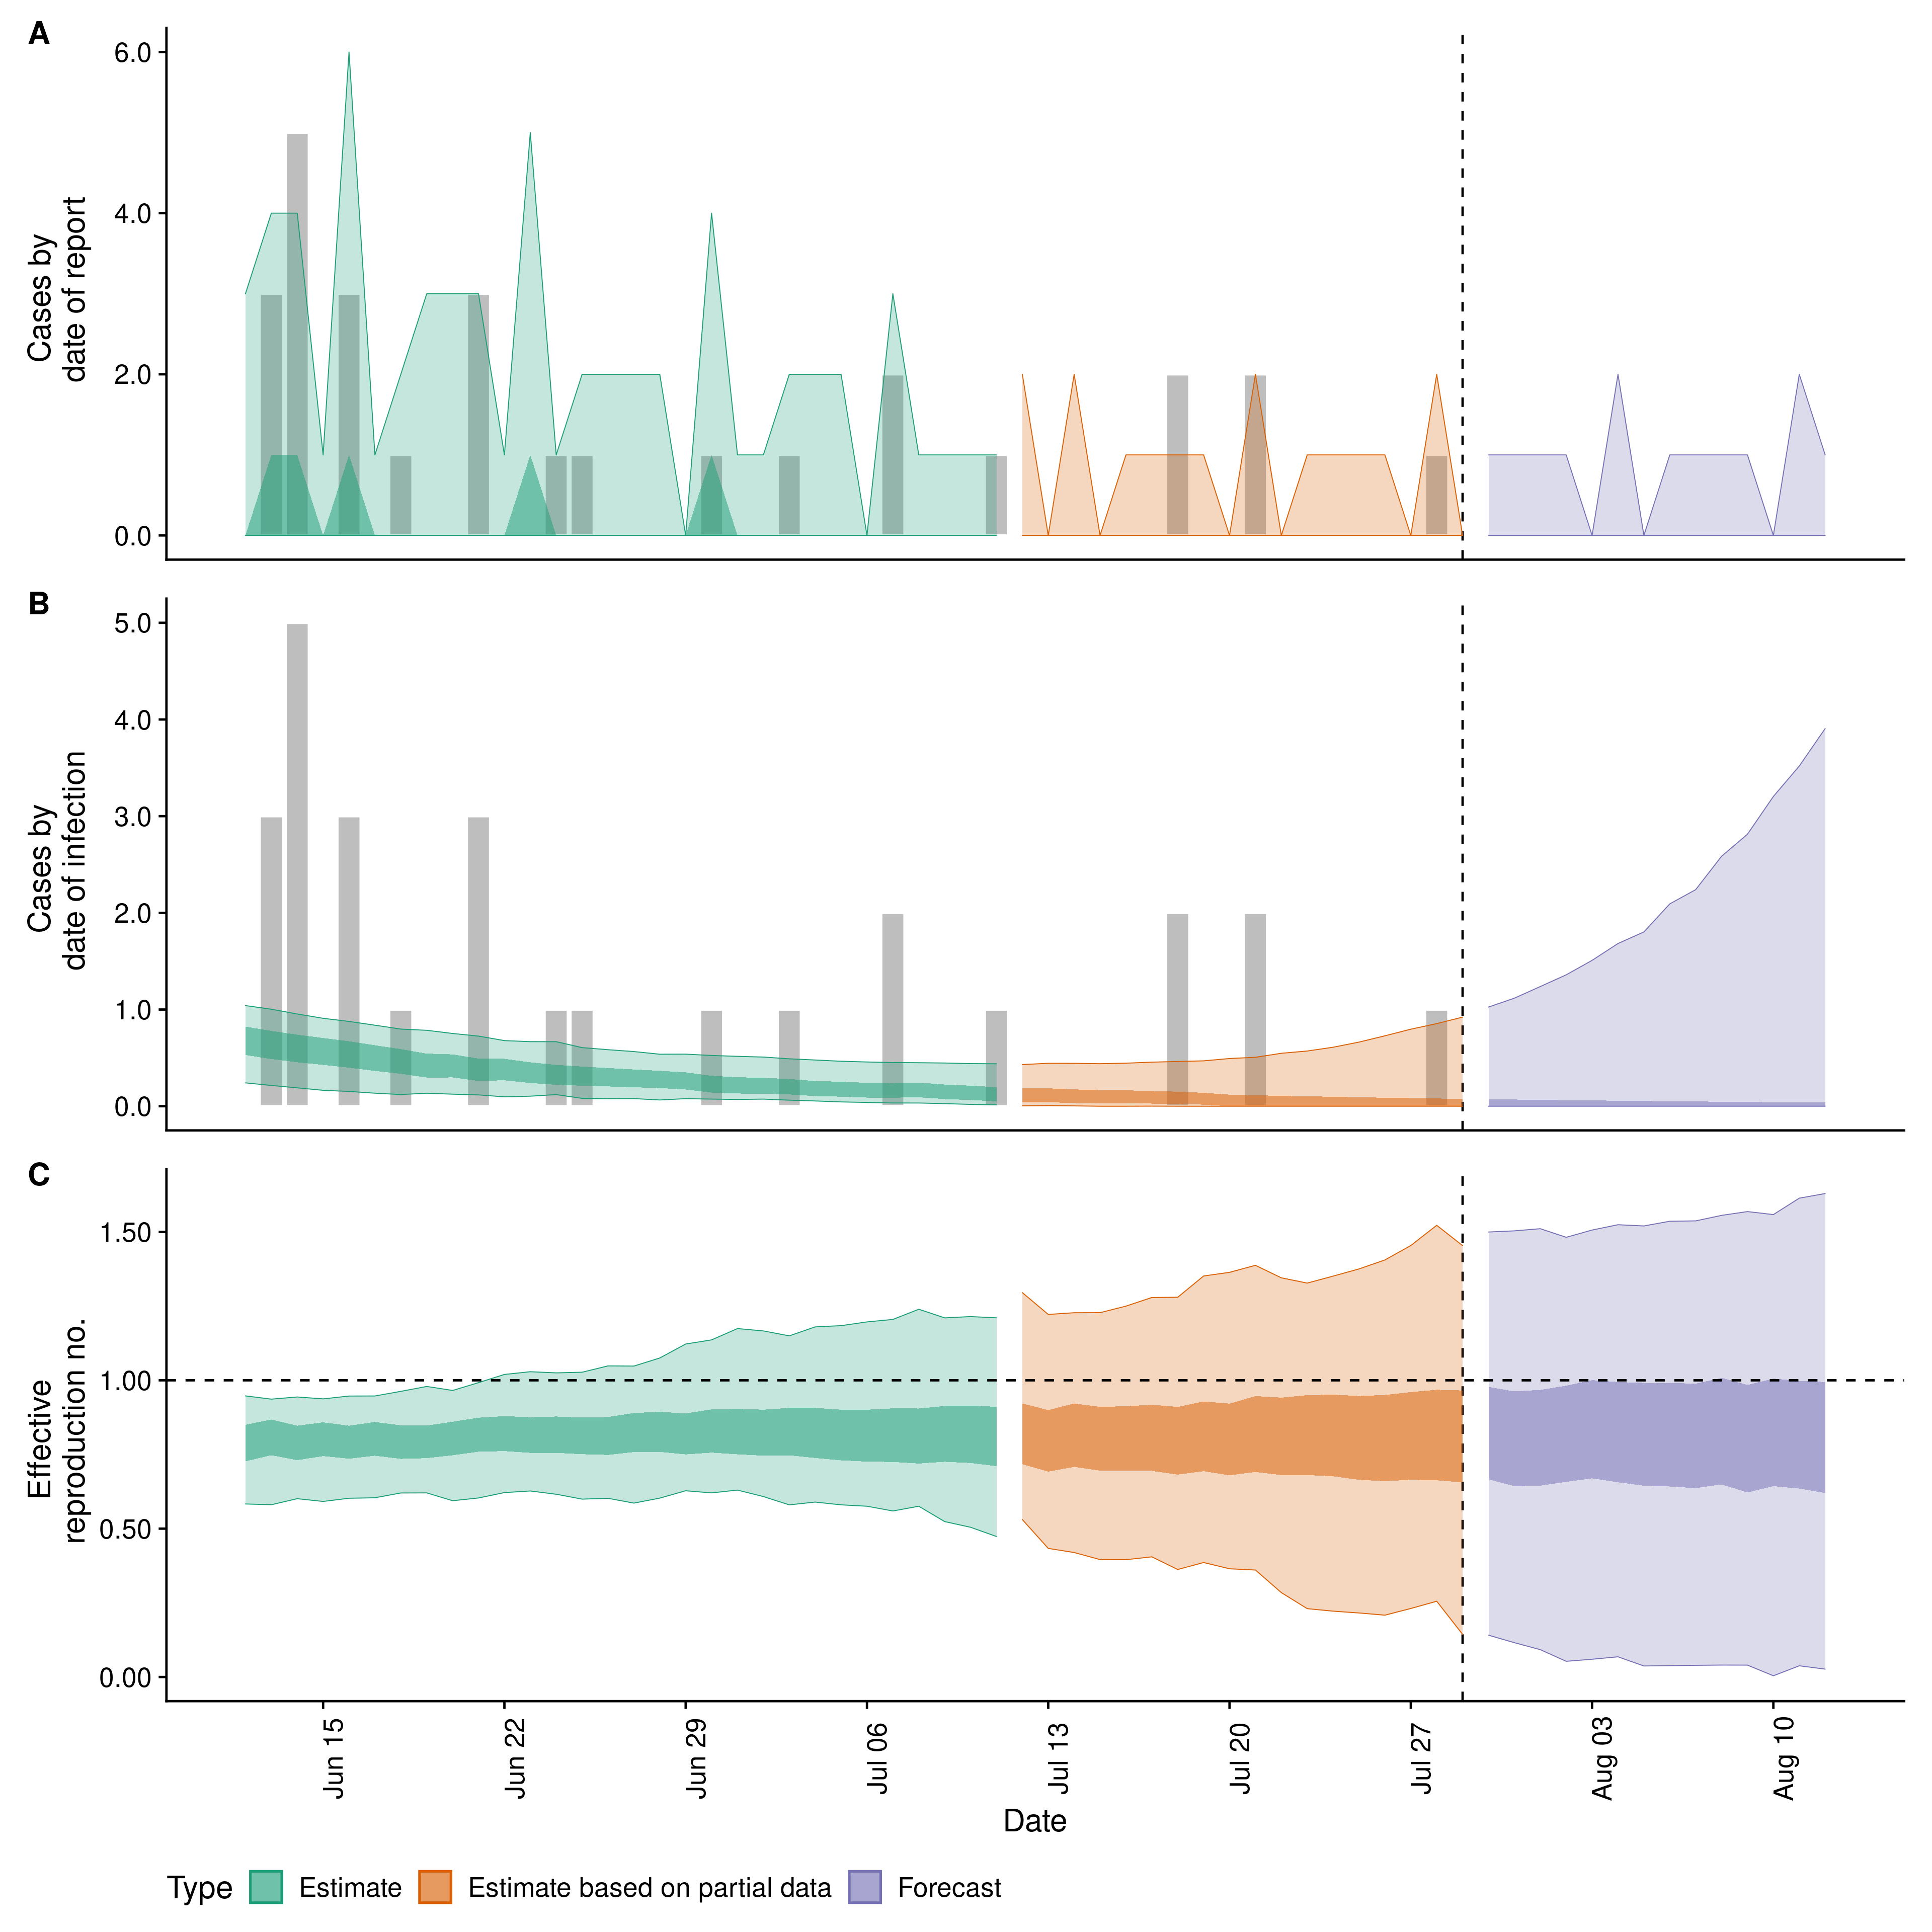 A
Cases by
date of report
6.0
4.0
2.0
0.0
B
Cases by
date of infection
5.0
4.0
3.0
2.0
1.0
0.0
C
Effective
reproduction no.
1.50
1.00
0.50
0.00
Jun 15
Jun 22
Jun 29
Jul 06
Jul 13
Jul 20
Jul 27
Aug 03
Aug 10
Date
Type Estimate Estimate based on partial data Forecast